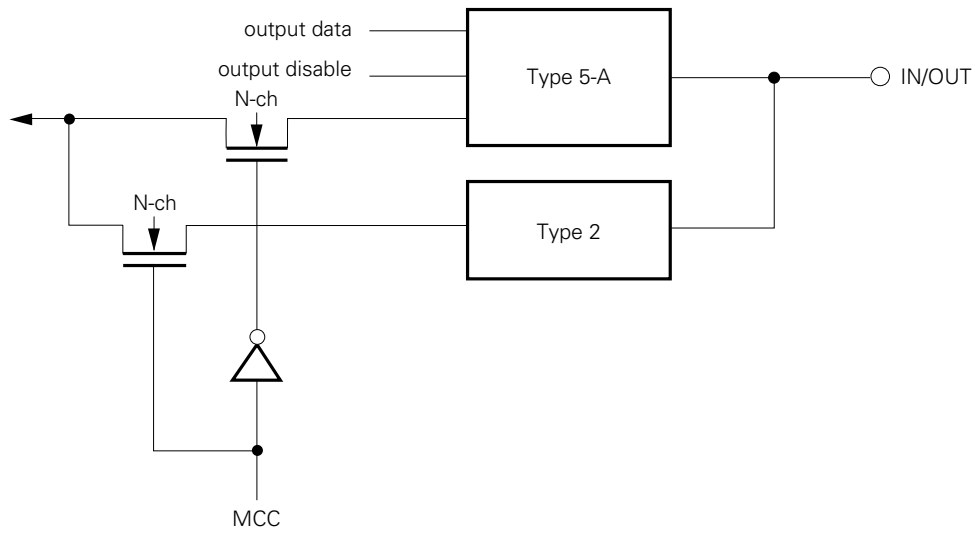 output data
output disable
N-ch
Type 5-A
IN/OUT
N-ch
Type 2
MCC